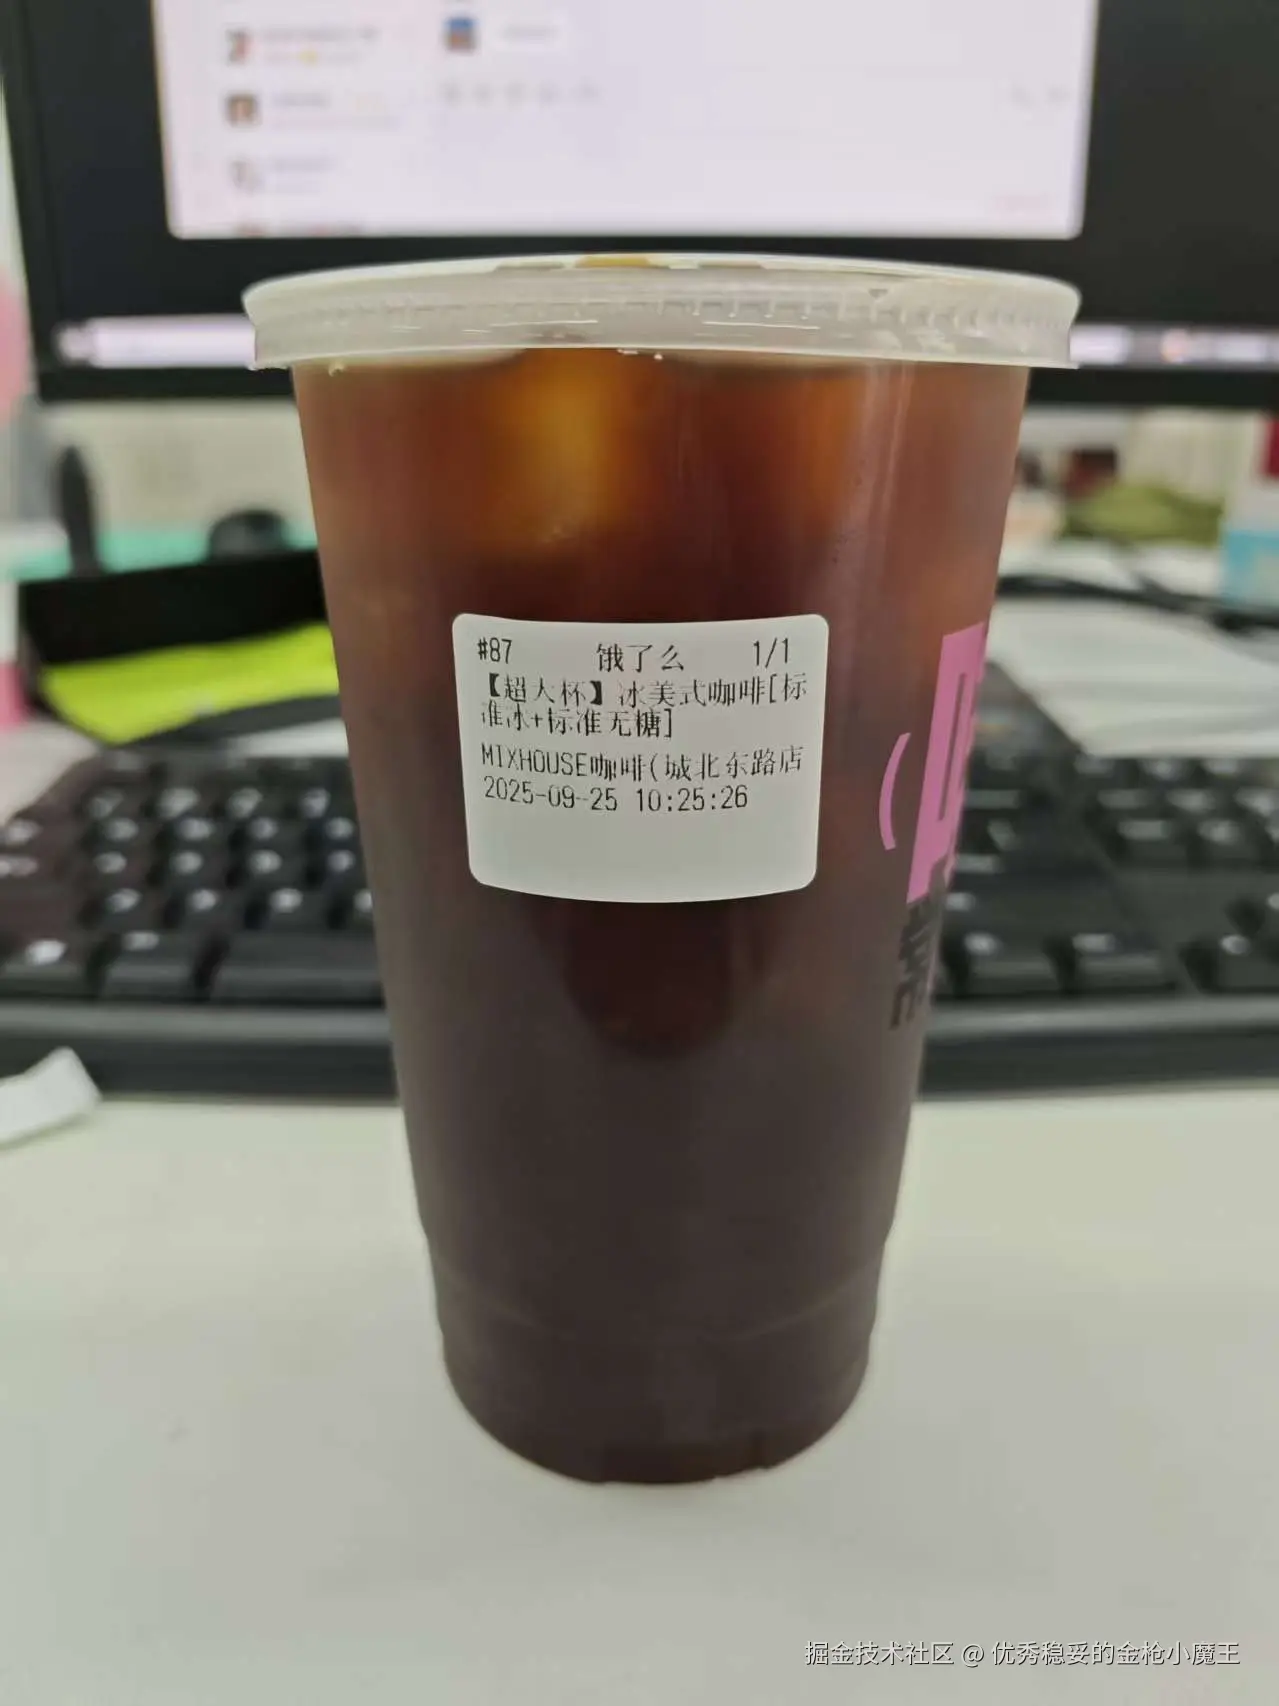 #87 饿了么 1/1
【超大杯】冰美式咖啡[标
准冰+标准无糖]
MIXHOUSE咖啡(城北东路店
2025-09-25 10:25:26
掘金技术社区 @ 优秀稳妥的金枪小魔王